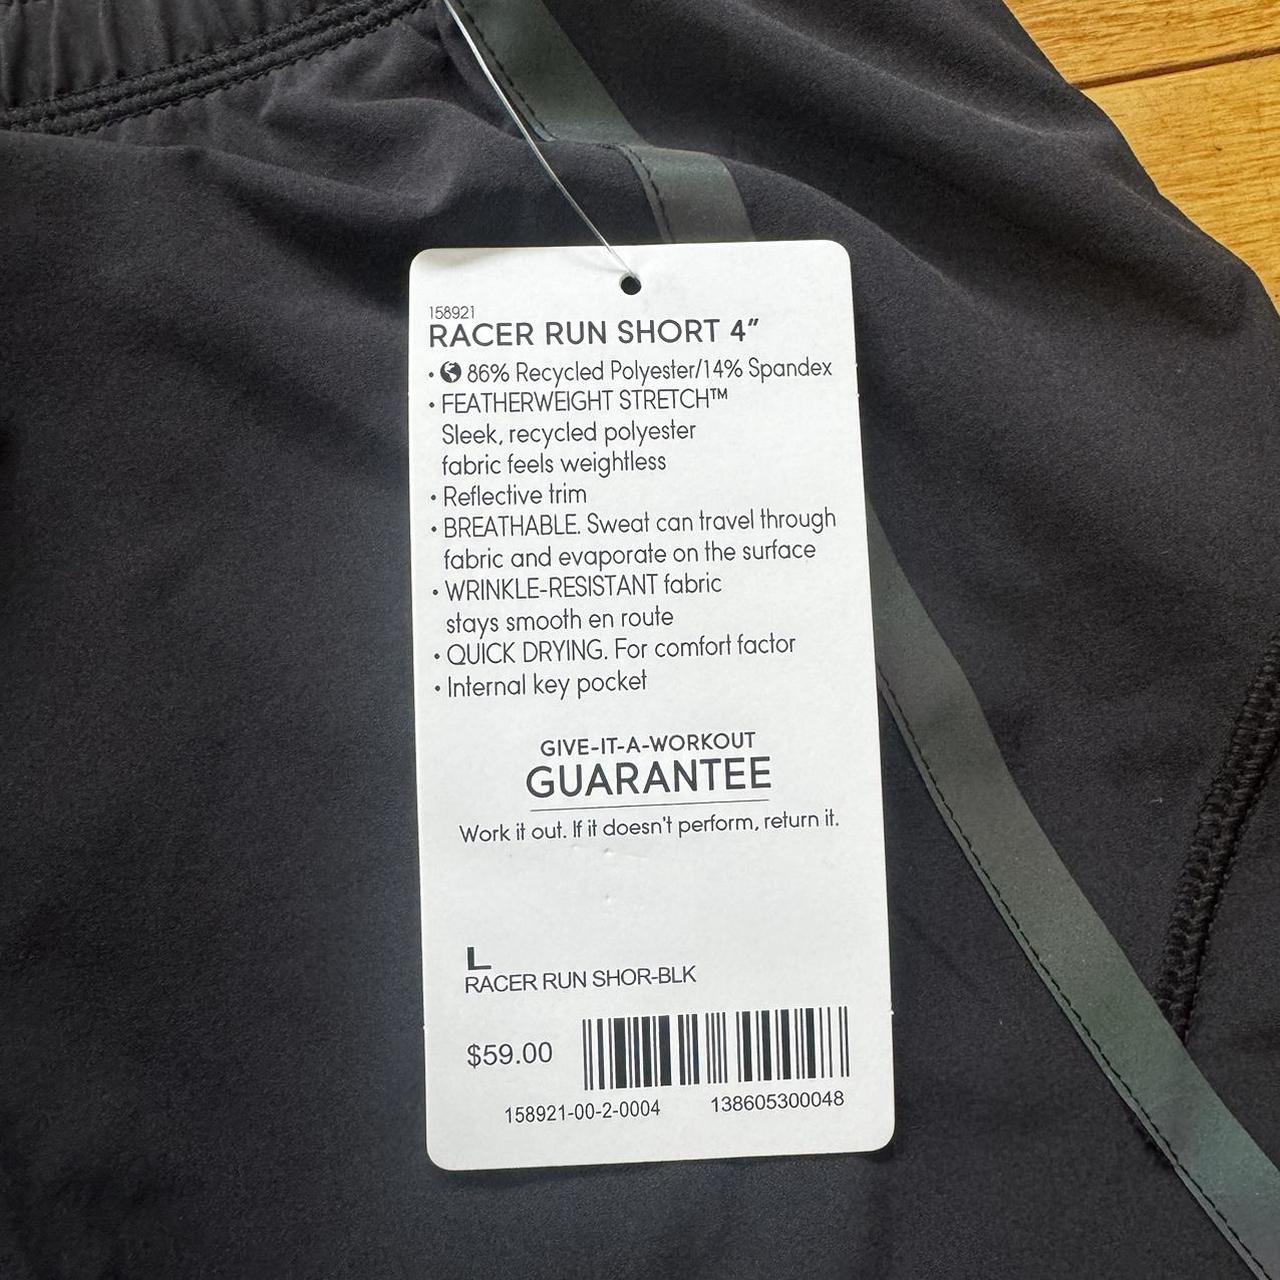 158921
RACER RUN SHORT 4”
• 86% Recycled Polyester/14% Spandex
• FEATHERWEIGHT STRETCH™
Sleek, recycled polyester
fabric feels weightless
• Reflective trim
• BREATHABLE. Sweat can travel through
fabric and evaporate on the surface
• WRINKLE-RESISTANT fabric
stays smooth en route
• QUICK DRYING. For comfort factor
• Internal key pocket
GIVE-IT-A-WORKOUT
GUARANTEE
Work it out. If it doesn't perform, return it.
L
RACER RUN SHOR-BLK
$59.00
158921-00-2-0004 138605300048